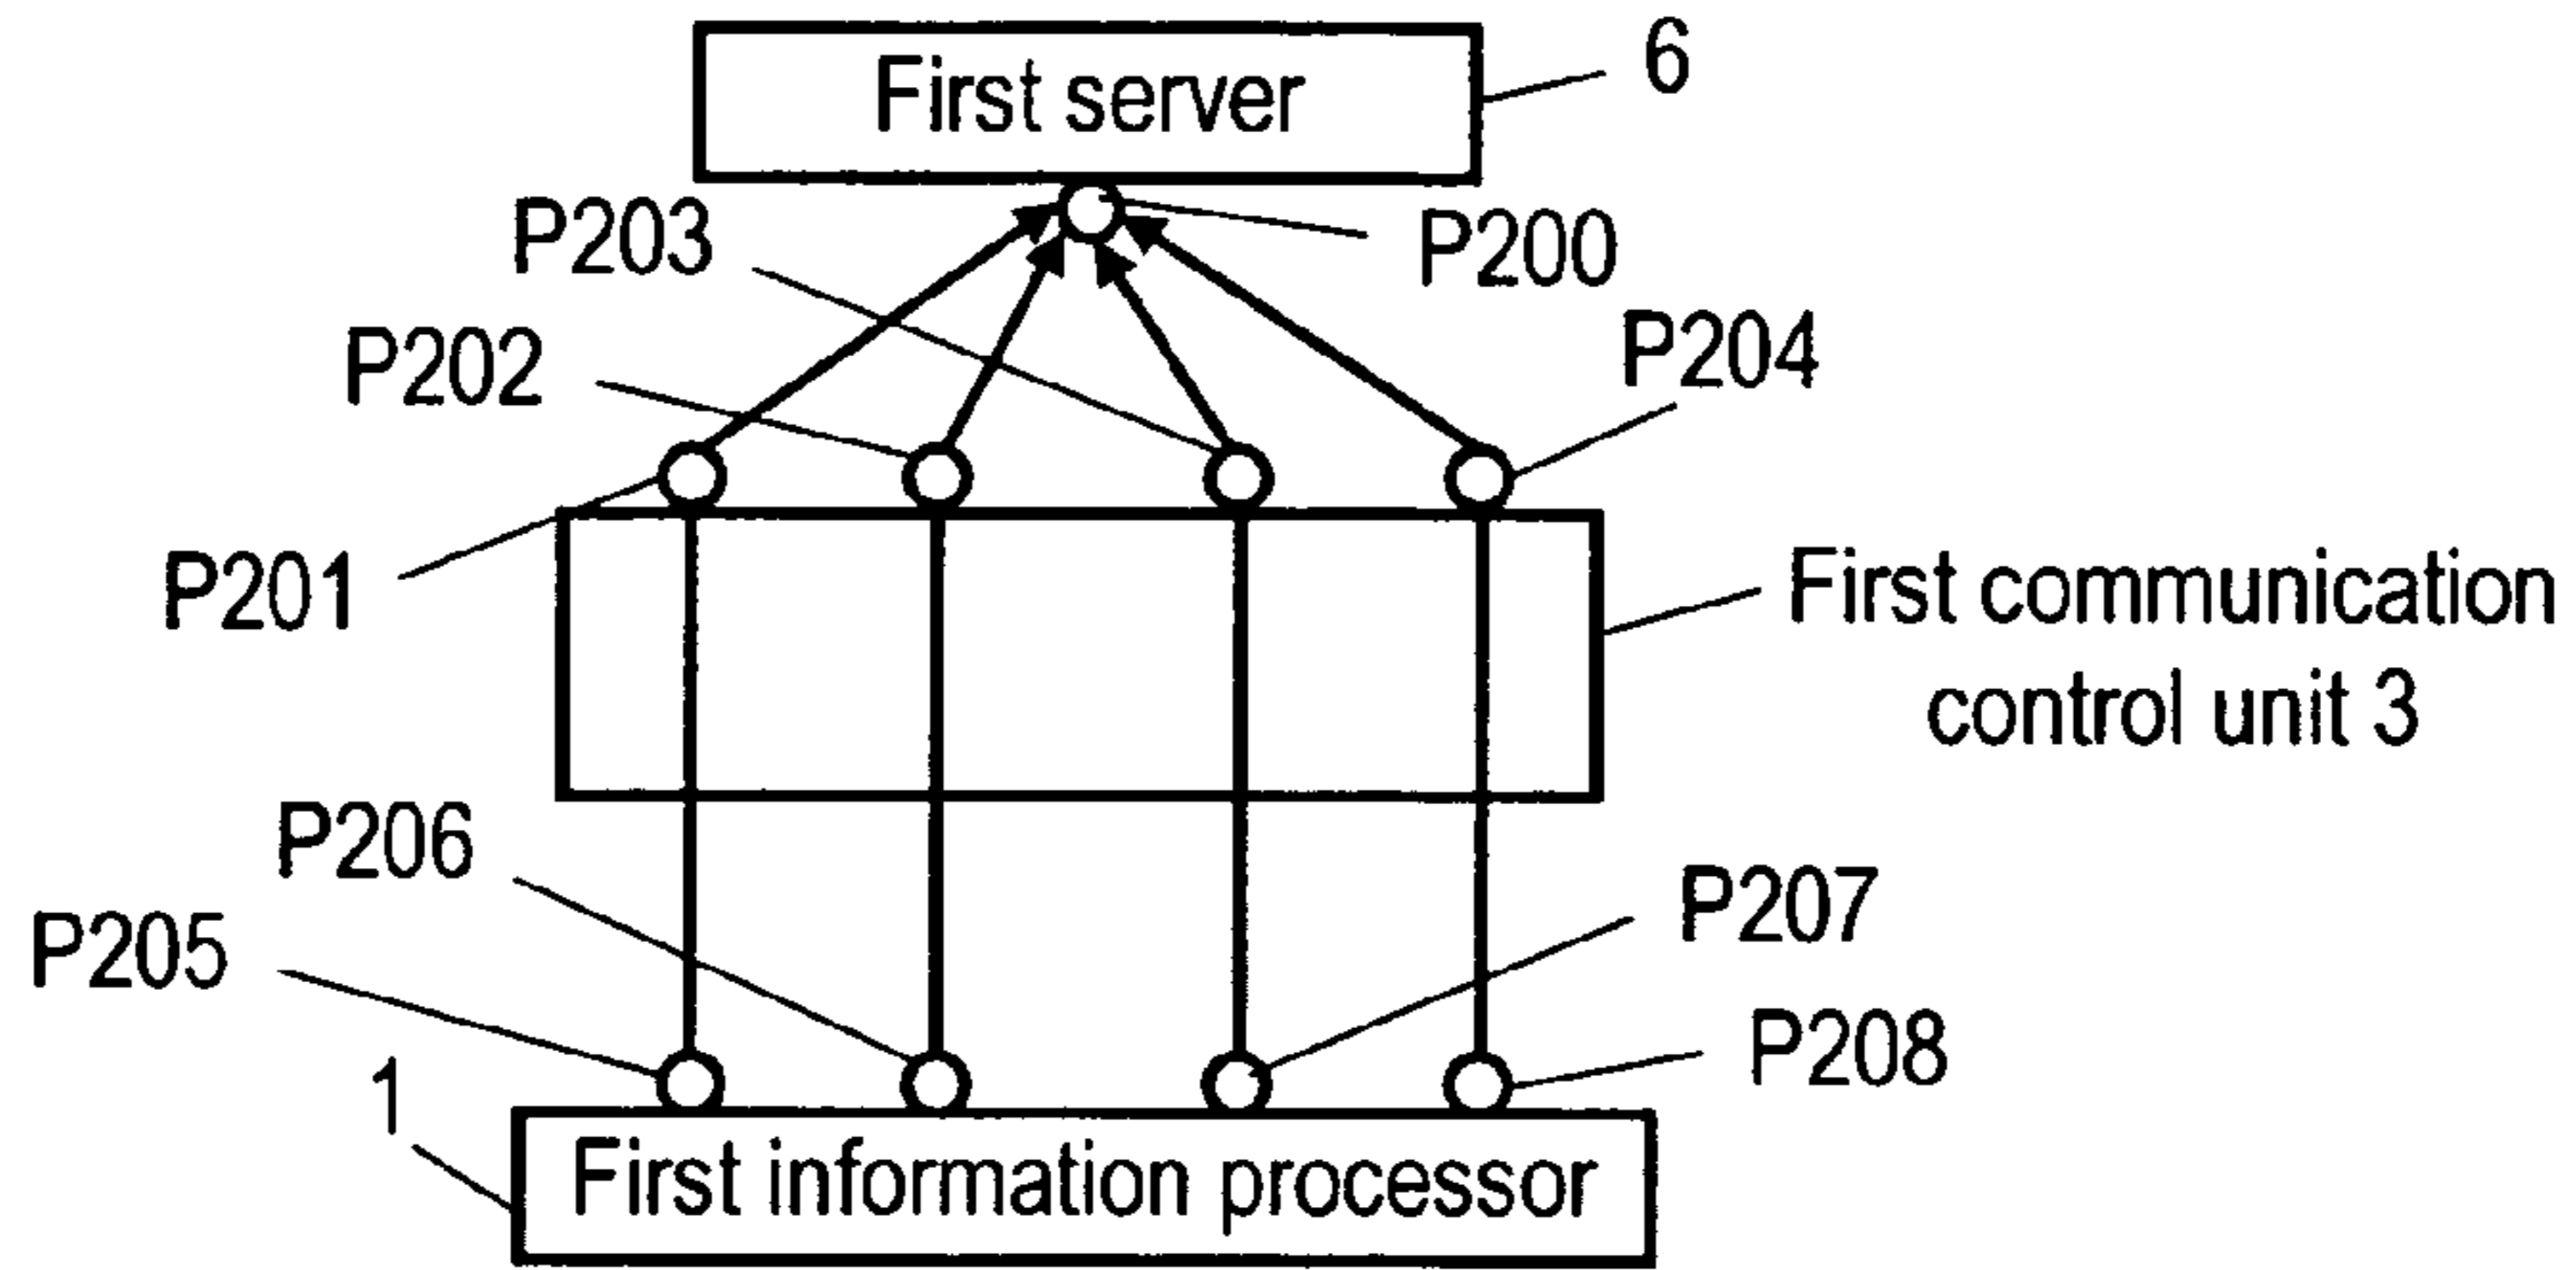 First server
6
P203
P200
P202
P204
P201
First communication
control unit 3
P206
P207
P205
P208
1
First information processor